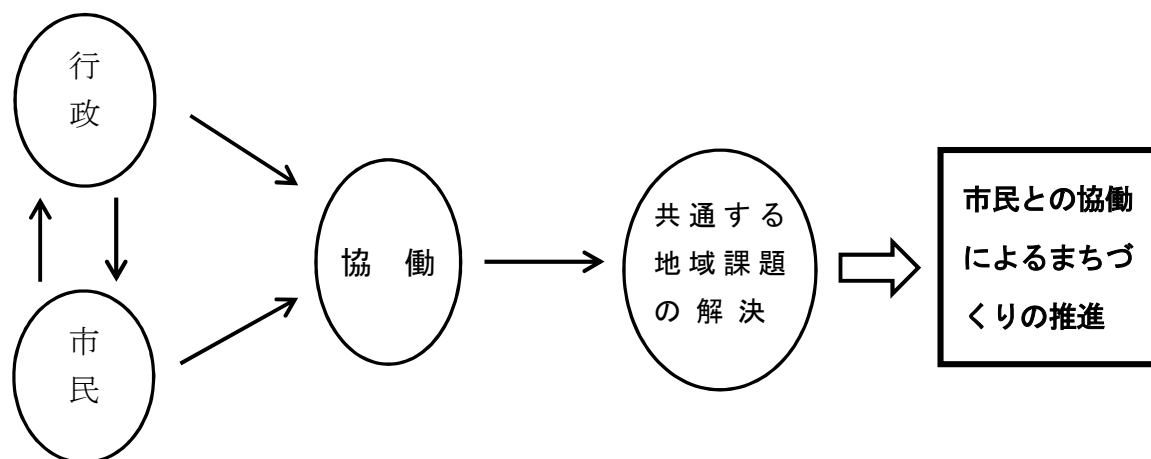 行
政
市
民
協 働
共通する
地域課題
の解決
市民との協働
によるまちづ
くりの推進